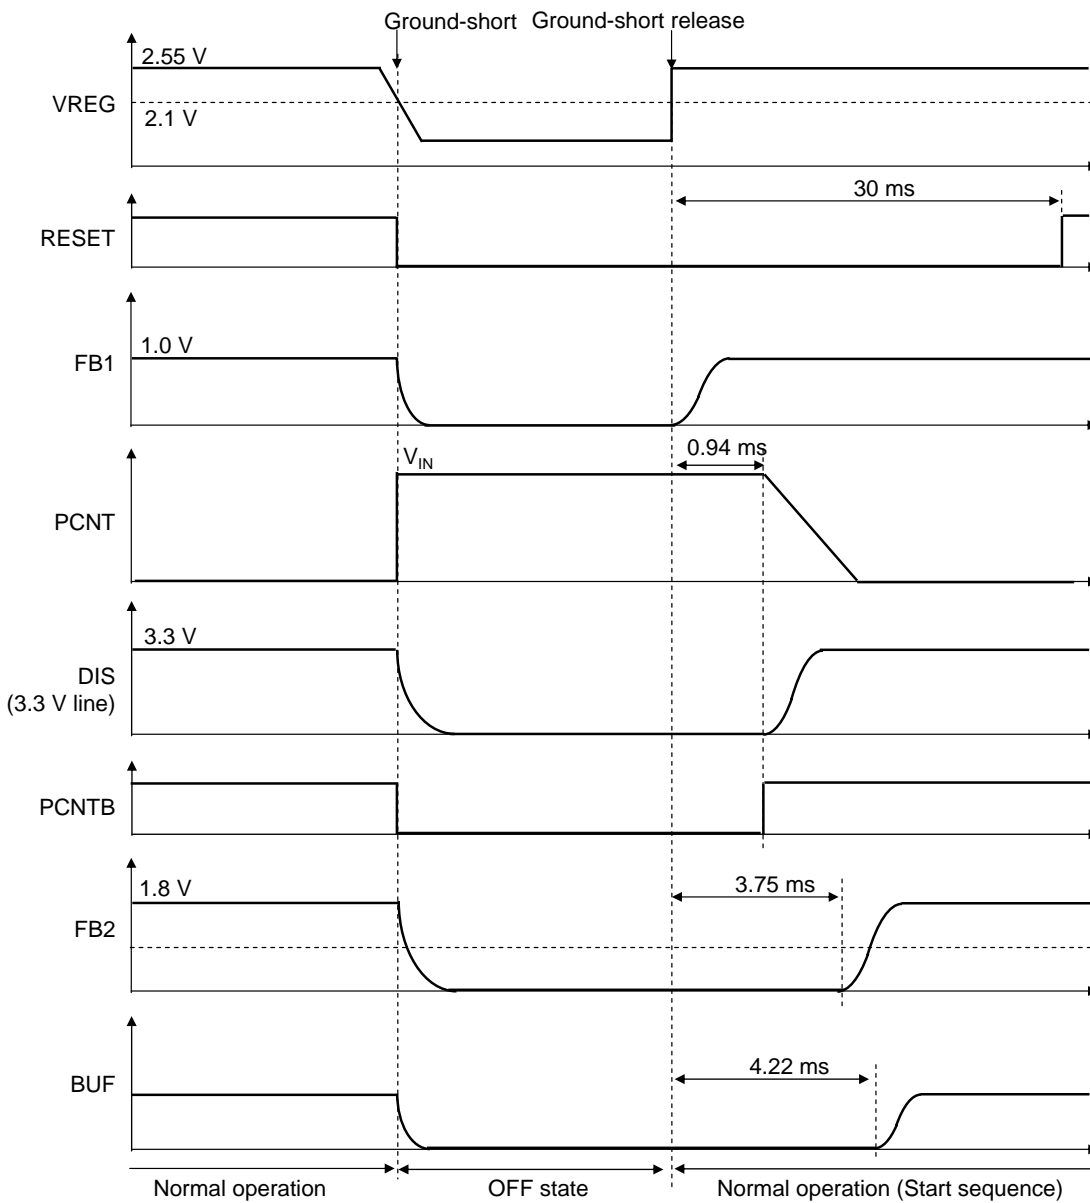 Ground-short
Ground-short release
2.55 V
VREG
2.1 V
30 ms
RESET
1.0 V
FB1
0.94 ms
VIN
PCNT
3.3 V
DIS
(3.3 V line)
PCNTB
1.8 V
3.75 ms
FB2
4.22 ms
BUF
Normal operation
OFF state
Normal operation (Start sequence)